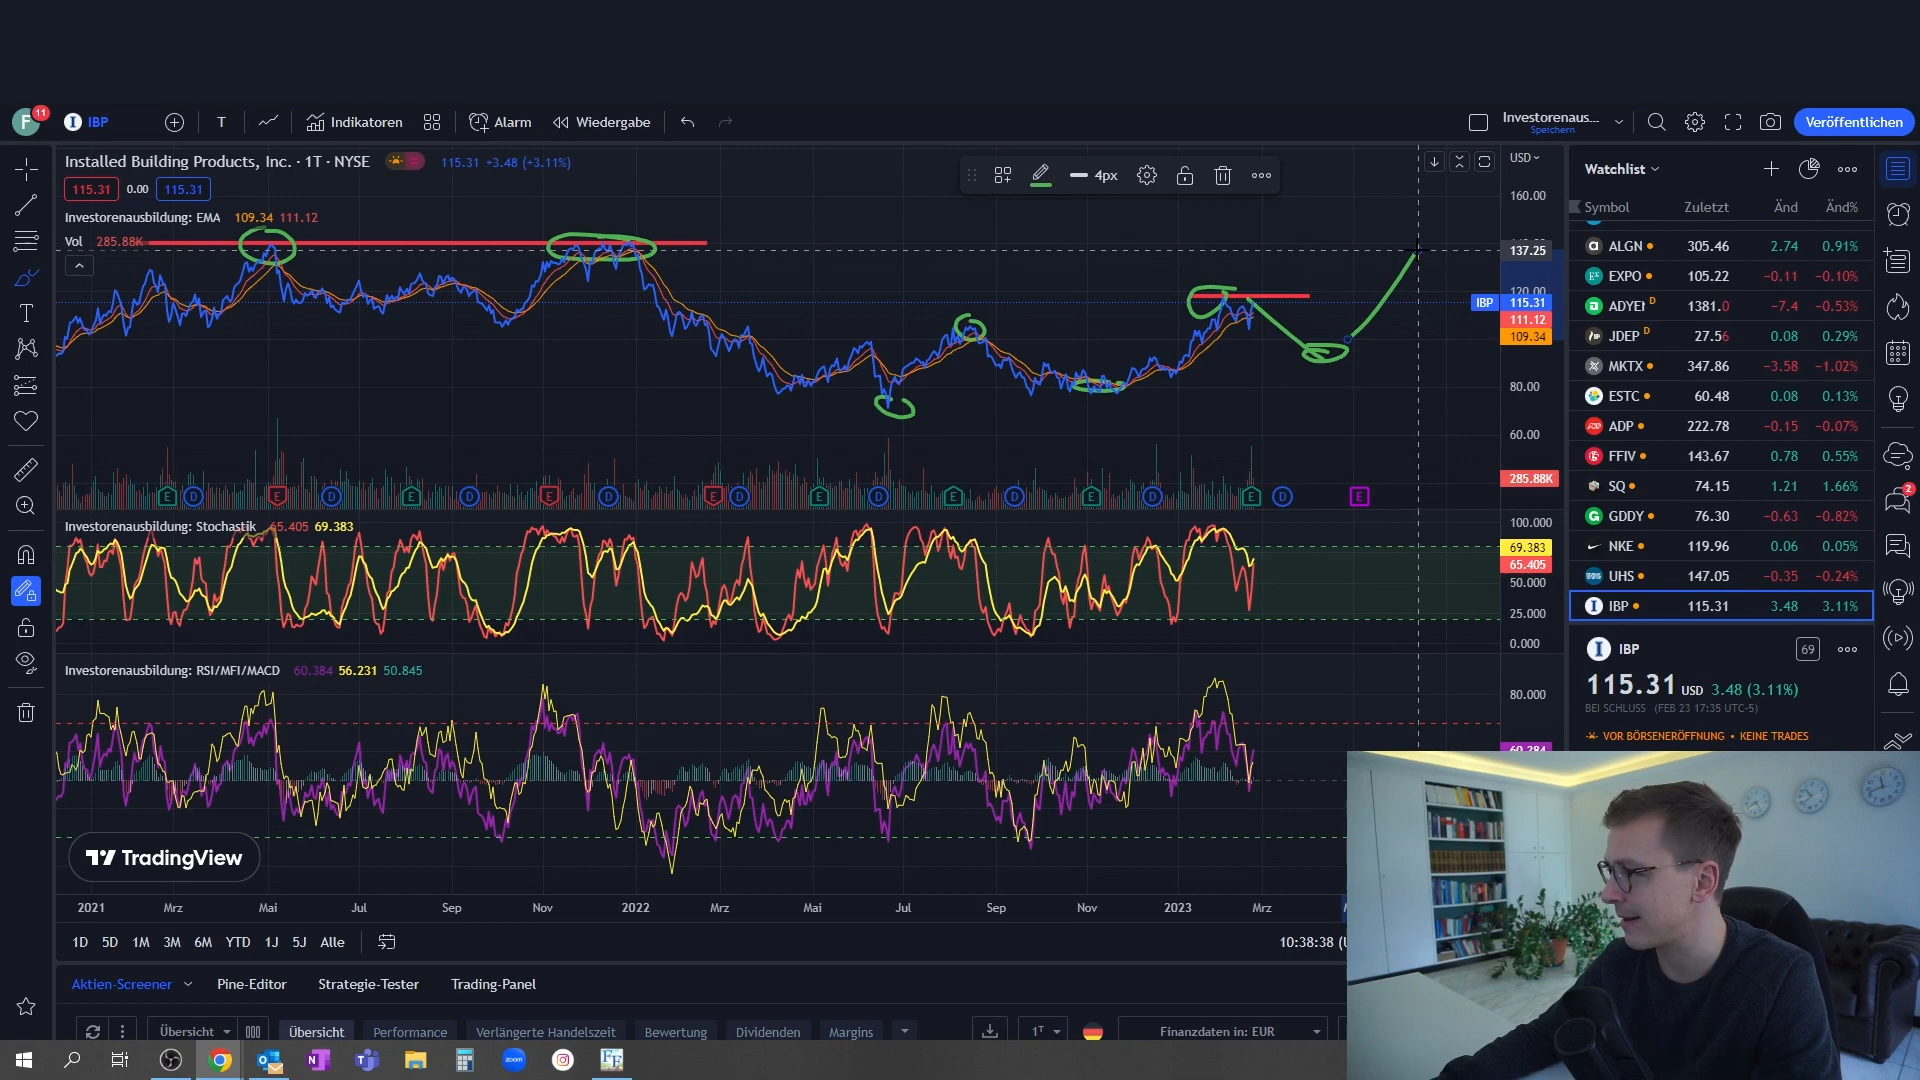 F 11 IBP T Indikatoren Alarm Wiedergabe Investorenaus... Speichern Veröffentlichen
Installed Building Products, Inc. · 1T · NYSE 115.31 +3.48 (+3.11%)
115.31 0.00 115.31
4px
USD
Investorenausbildung: EMA 109.34 111.12
Vol 285.88K
160.00
137.25
120.00
IBP 115.31
111.12
109.34
80.00
60.00
285.88K
E D E D E D E D E D E D E D E D E D E
Investorenausbildung: Stochastik 65.405 69.383
100.000
69.383
65.405
50.000
25.000
0.000
Investorenausbildung: RSI/MFI/MACD 60.384 56.231 50.845
80.000
TradingView
2021 Mrz Mai Jul Sep Nov 2022 Mrz Mai Jul Sep Nov 2023 Mrz
1D 5D 1M 3M 6M YTD 1J 5J Alle
10:38:38 (U
Aktien-Screener Pine-Editor Strategie-Tester Trading-Panel
Übersicht Übersicht Performance Verlängerte Handelszeit Bewertung Dividenden Margins 1T Finanzdaten in: EUR
Watchlist
Symbol Zuletzt Änd Änd%
ALGN 305.46 2.74 0.91%
EXPO 105.22 −0.11 −0.10%
ADYEI D 1381.0 −7.4 −0.53%
JDEP D 27.56 0.08 0.29%
MKTX 347.86 −3.58 −1.02%
ESTC 60.48 0.08 0.13%
ADP 222.78 −0.15 −0.07%
FFIV 143.67 0.78 0.55%
SQ 74.15 1.21 1.66%
GDDY 76.30 −0.63 −0.82%
NKE 119.96 0.06 0.05%
UHS 147.05 −0.35 −0.24%
IBP 115.31 3.48 3.11%
IBP 69
115.31 USD 3.48 (3.11%)
BEI SCHLUSS (FEB 23 17:35 UTC-5)
VOR BÖRSENERÖFFNUNG • KEINE TRADES
2
zoom